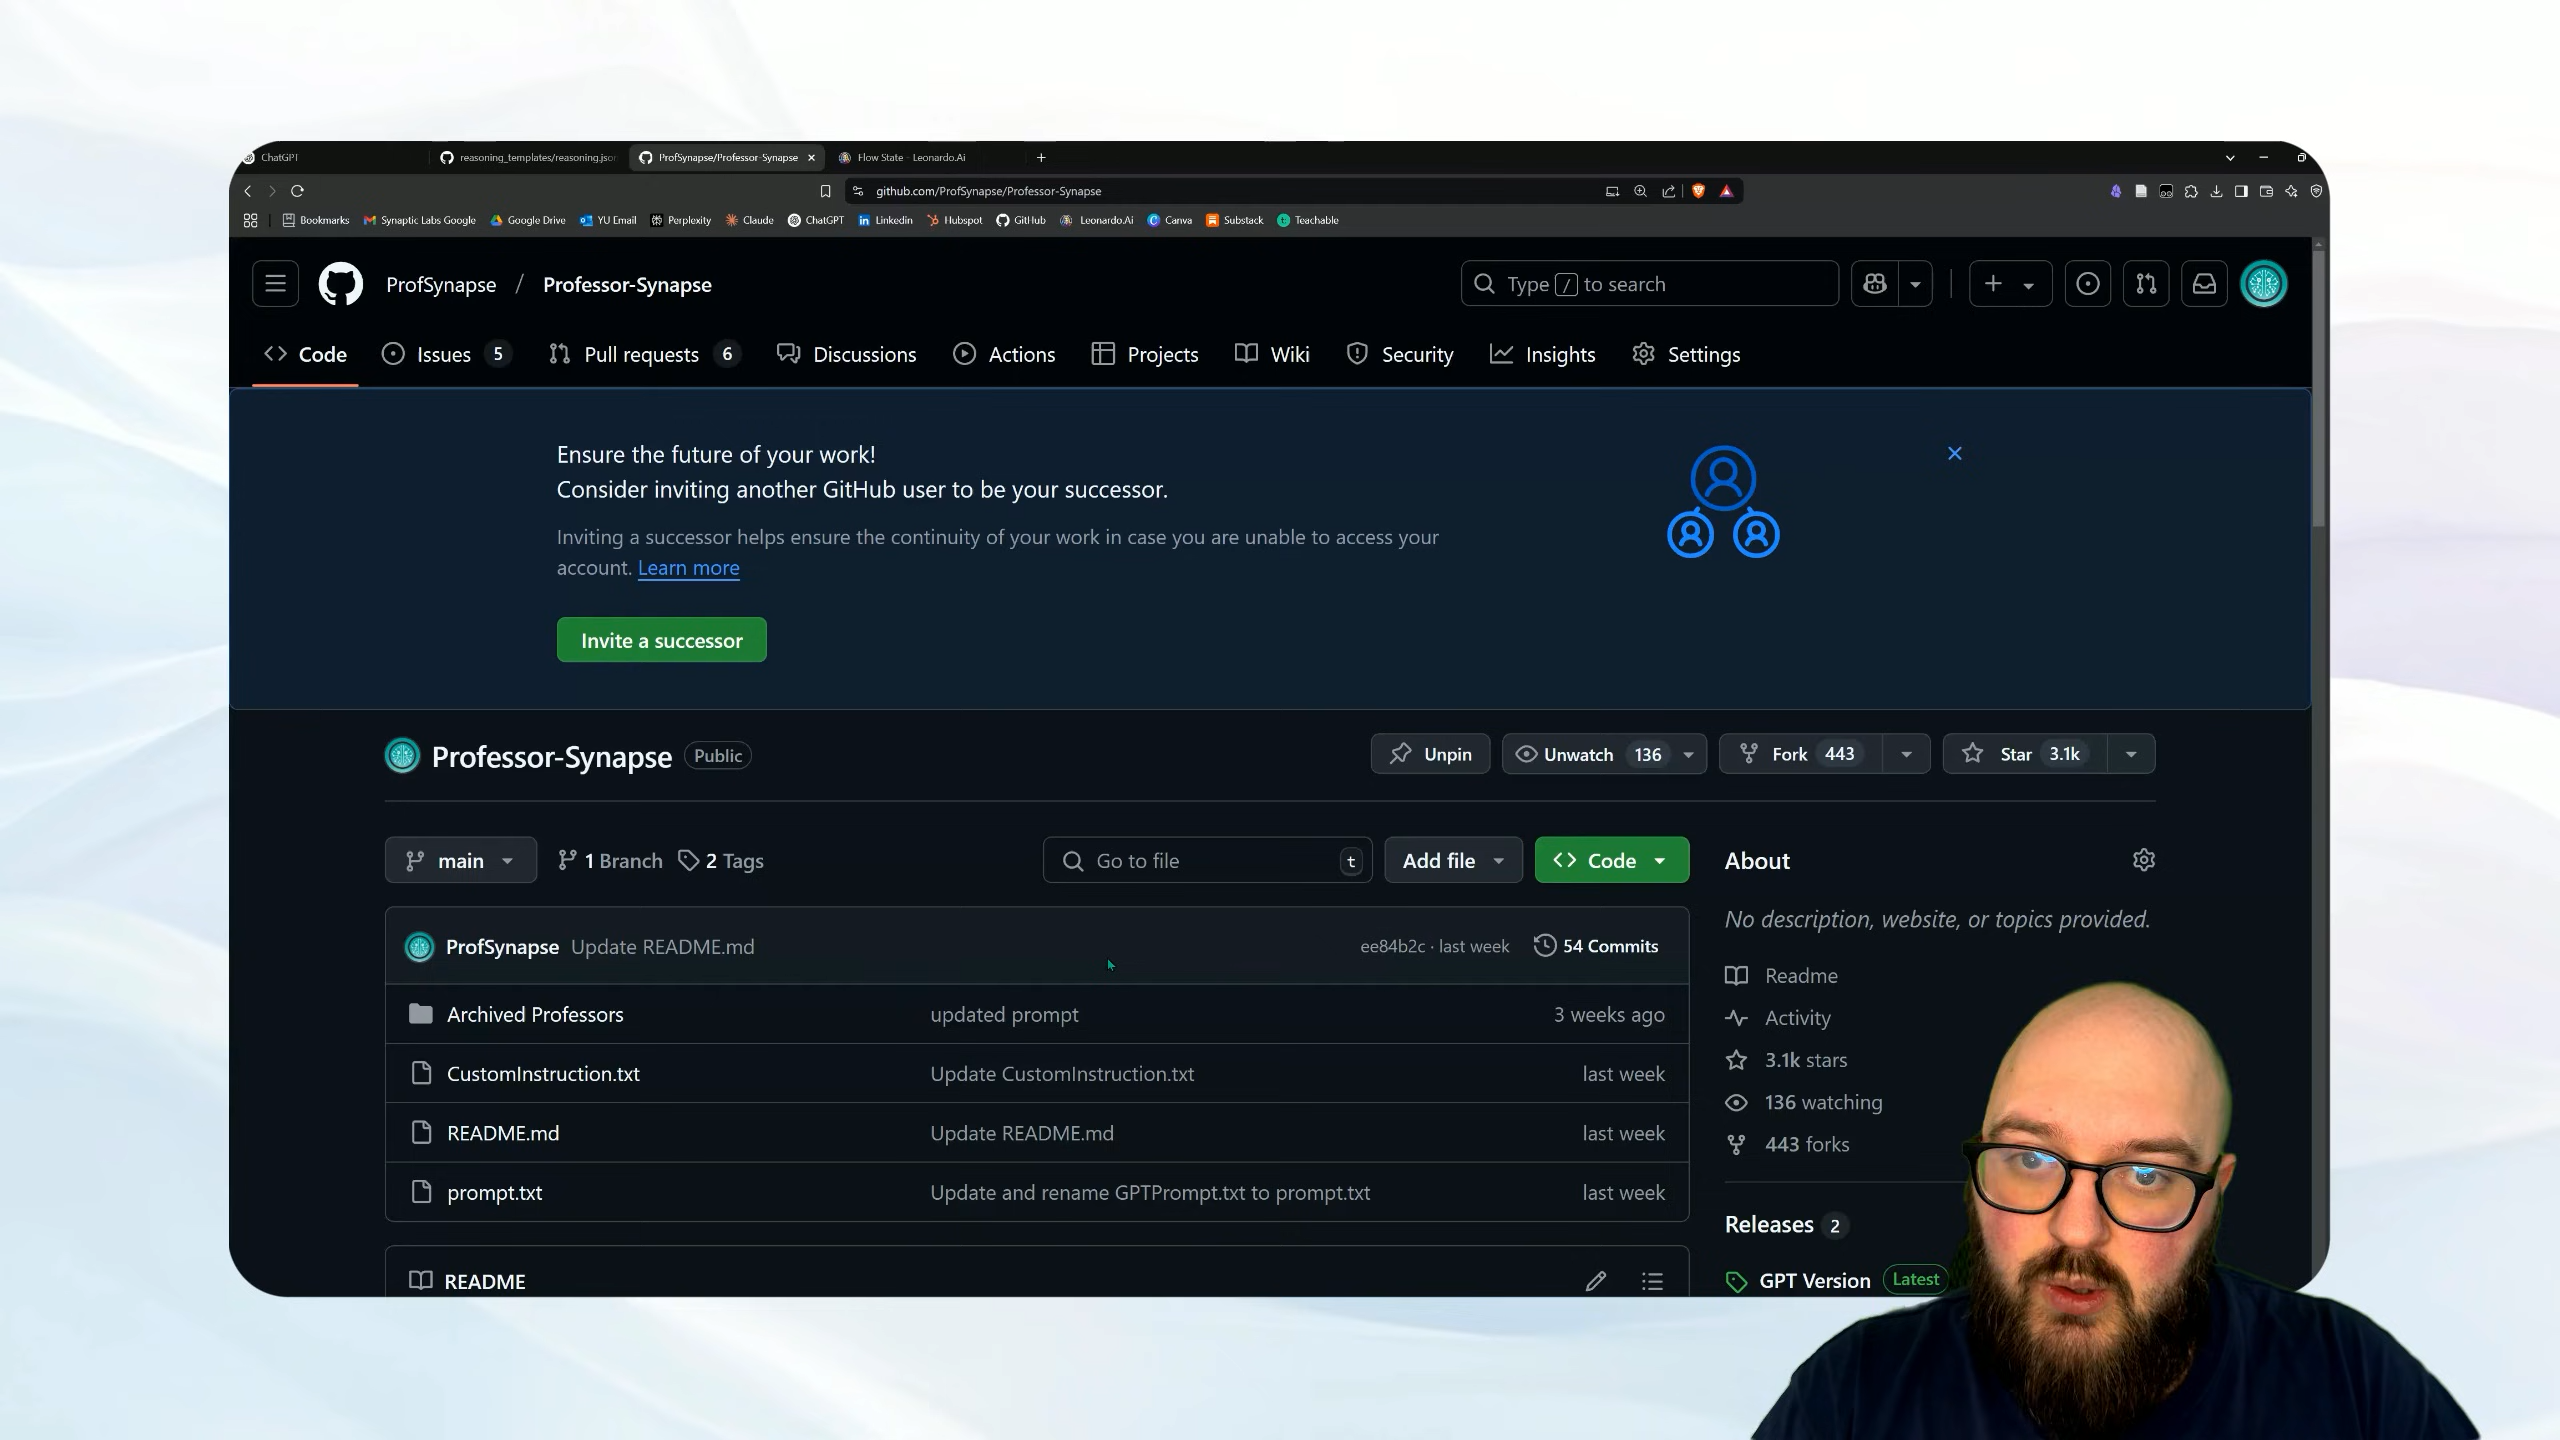 ChatGPT
reasoning_templates/reasoning.json
ProfSynapse/Professor-Synapse
Flow State - Leonardo.Ai
github.com/ProfSynapse/Professor-Synapse
Bookmarks Synaptic Labs Google Google Drive YU Email Perplexity Claude ChatGPT Linkedin Hubspot GitHub Leonardo.Ai Canva Substack Teachable
ProfSynapse / Professor-Synapse
Type / to search
Code Issues 5 Pull requests 6 Discussions Actions Projects Wiki Security Insights Settings
Ensure the future of your work!
Consider inviting another GitHub user to be your successor.
Inviting a successor helps ensure the continuity of your work in case you are unable to access your
account. Learn more
Invite a successor
Professor-Synapse Public
Unpin Unwatch 136 Fork 443 Star 3.1k
main 1 Branch 2 Tags
Go to file t Add file Code
ProfSynapse Update README.md ee84b2c · last week 54 Commits
Archived Professors updated prompt 3 weeks ago
CustomInstruction.txt Update CustomInstruction.txt last week
README.md Update README.md last week
prompt.txt Update and rename GPTPrompt.txt to prompt.txt last week
README
About
No description, website, or topics provided.
Readme
Activity
3.1k stars
136 watching
443 forks
Releases 2
GPT Version Latest